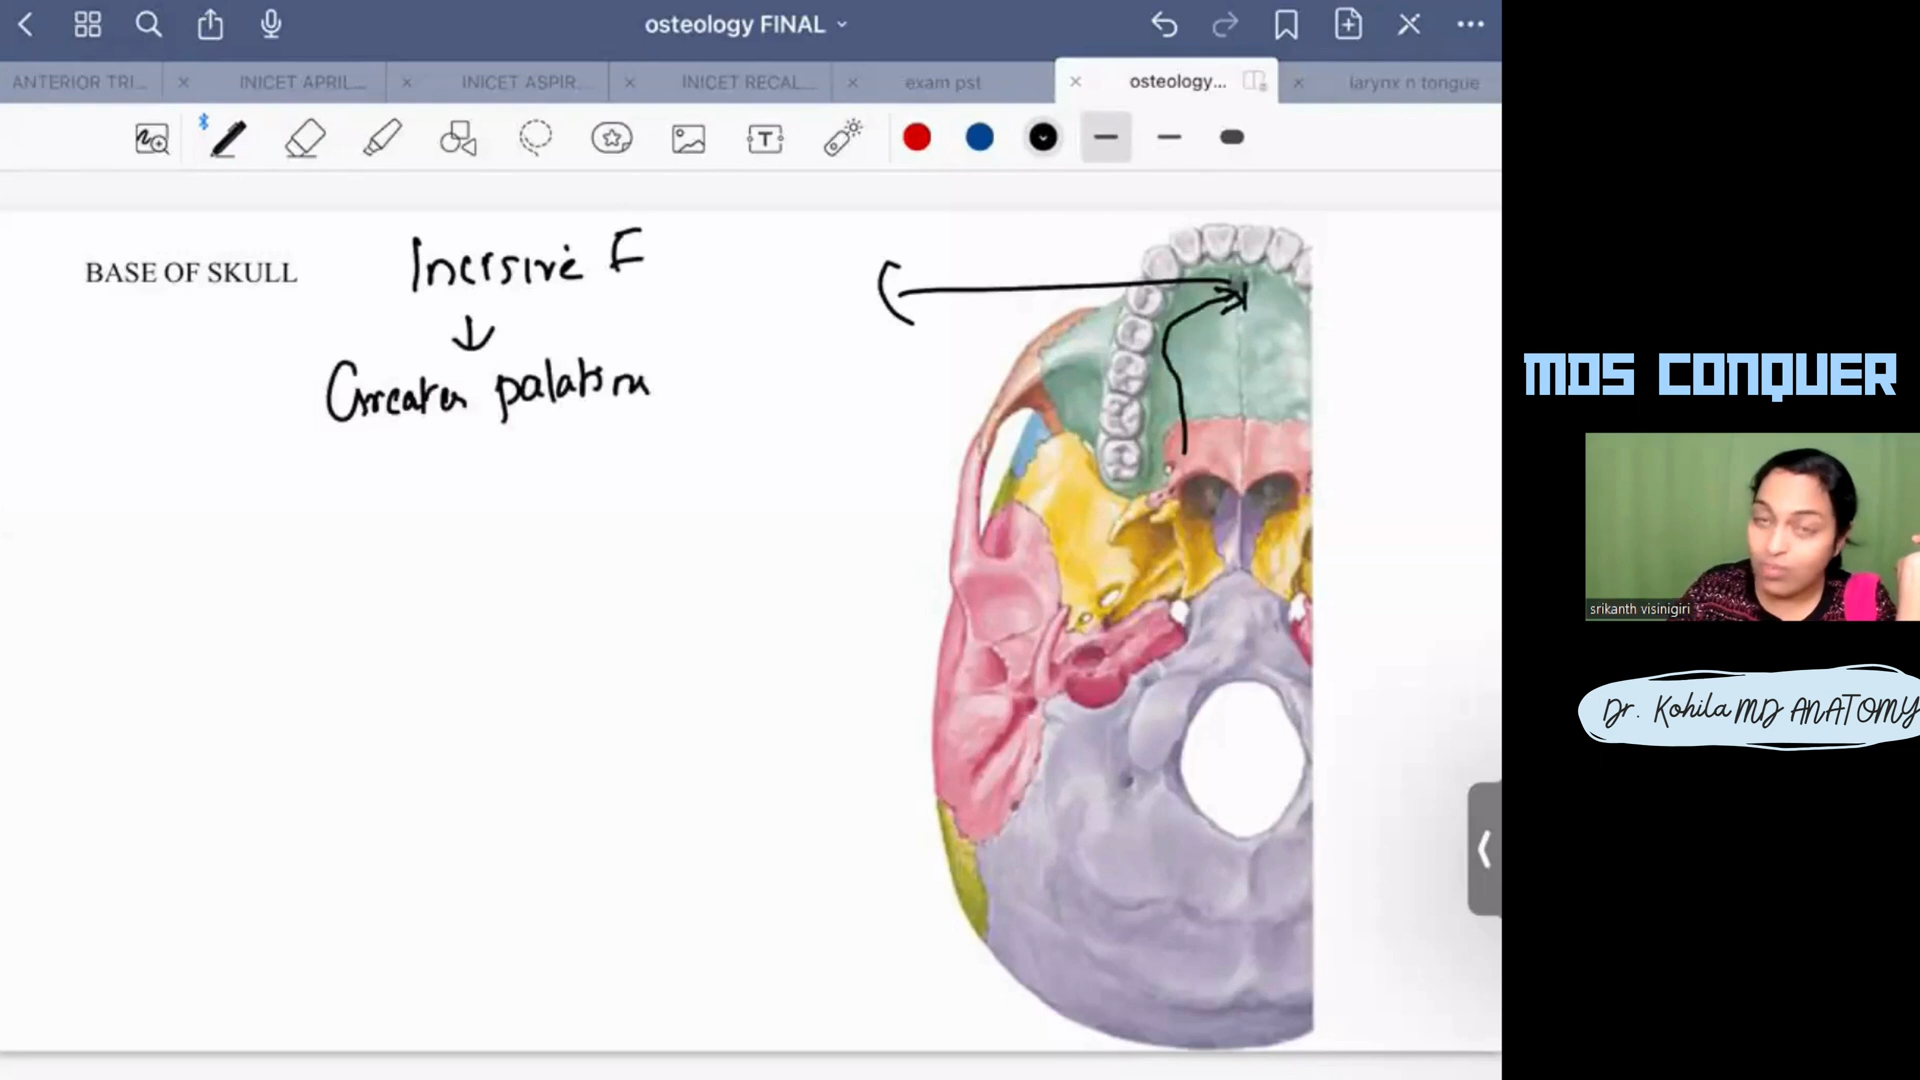 osteology FINAL
ANTERIOR TRI...
INICET APRIL...
INICET ASPIR...
INICET RECAL...
exam pst
osteology...
larynx n tongue
BASE OF SKULL
Incisive F
Greater palatin
MDS CONQUER
srikanth visinigiri
Dr. Kohila MD ANATOMY